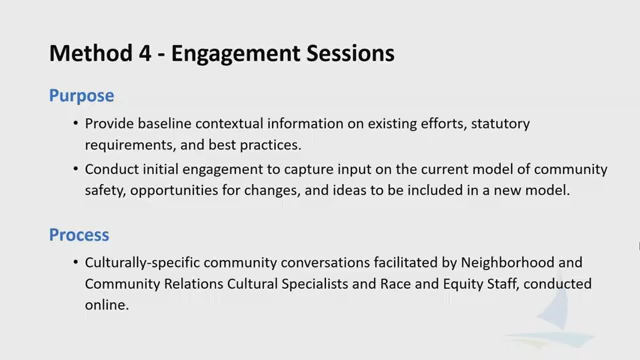 Method 4 - Engagement Sessions
Purpose
• Provide baseline contextual information on existing efforts, statutory
requirements, and best practices.
• Conduct initial engagement to capture input on the current model of community
safety, opportunities for changes, and ideas to be included in a new model.
Process
• Culturally-specific community conversations facilitated by Neighborhood and
Community Relations Cultural Specialists and Race and Equity Staff, conducted
online.